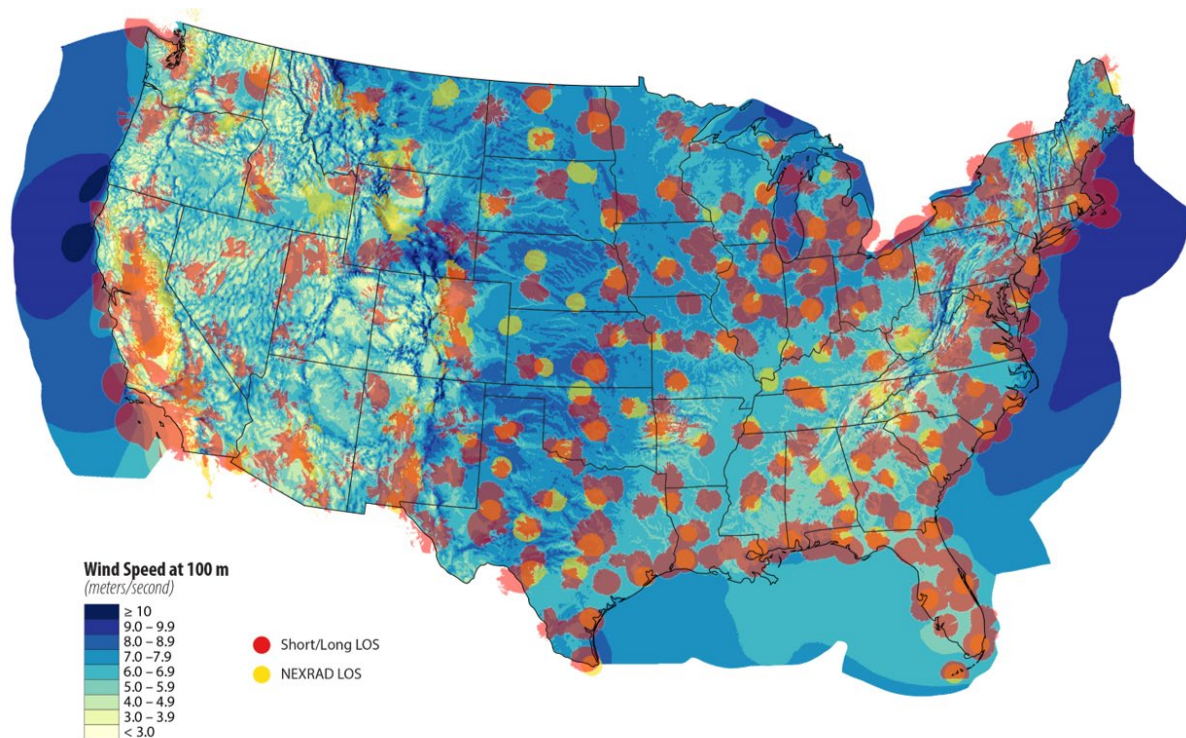 Wind Speed at 100 m
(meters/second)
≥ 10
9.0 – 9.9
8.0 – 8.9
7.0 –7.9
6.0 – 6.9
5.0 – 5.9
4.0 – 4.9
3.0 – 3.9
< 3.0
Short/Long LOS
NEXRAD LOS